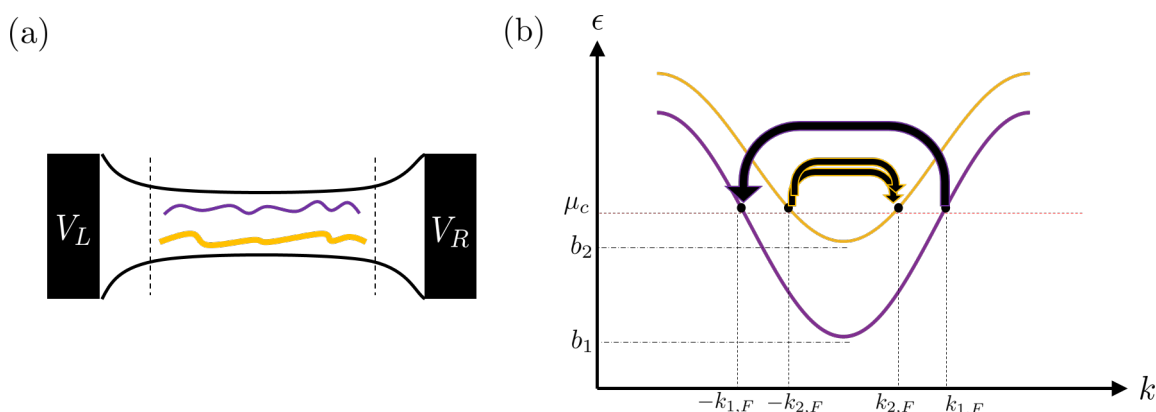 (a)
V_L
V_R
(b)
ϵ
μ_c
b_2
b_1
−k_{1,F}
−k_{2,F}
k_{2,F}
k_{1,F}
k